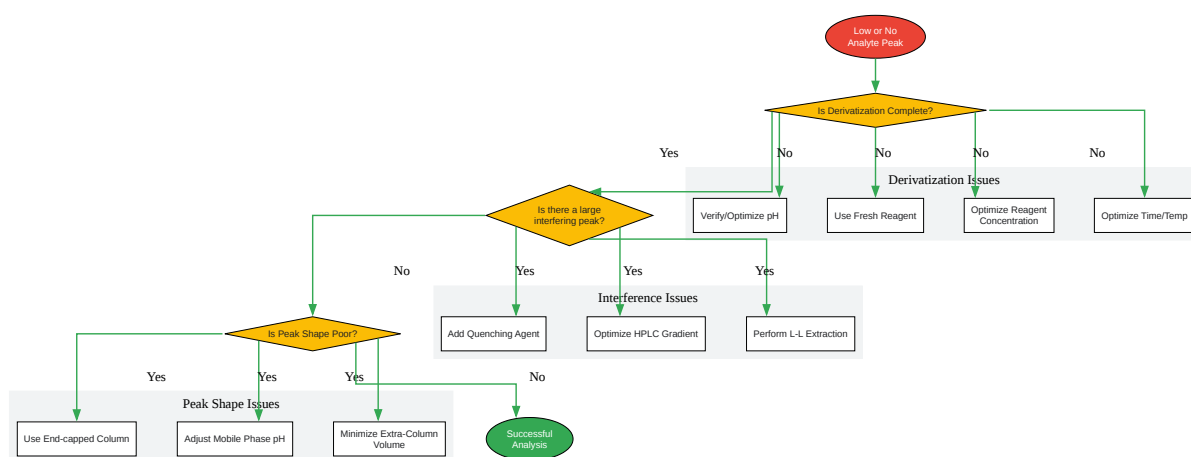 Low or No
Analyte Peak
Is Derivatization Complete?
Yes
No
No
No
No
Derivatization Issues
Verify/Optimize pH
Use Fresh Reagent
Optimize Reagent
Concentration
Optimize Time/Temp
Is there a large
interfering peak?
No
Yes
Yes
Yes
Interference Issues
Add Quenching Agent
Optimize HPLC Gradient
Perform L-L Extraction
Is Peak Shape Poor?
Yes
Yes
Yes
No
Peak Shape Issues
Use End-capped Column
Adjust Mobile Phase pH
Minimize Extra-Column
Volume
Successful
Analysis